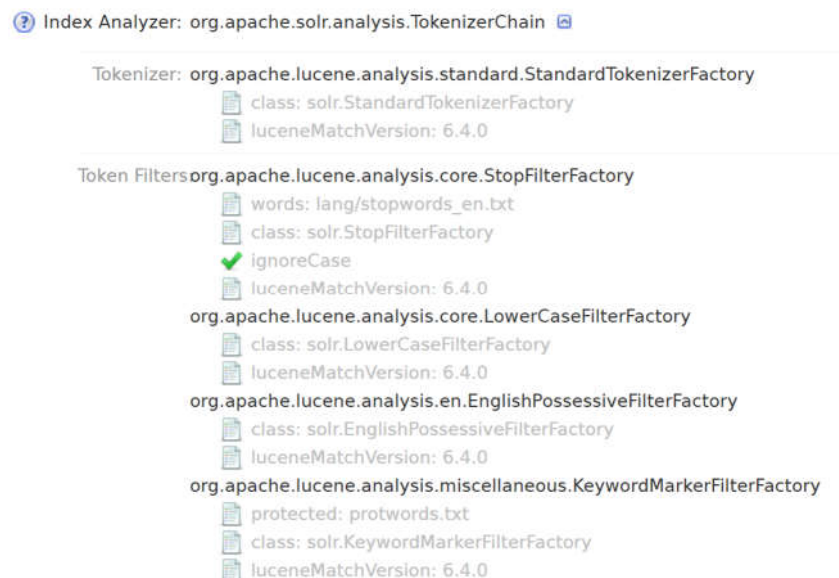 Index Analyzer: org.apache.solr.analysis.TokenizerChain
Tokenizer: org.apache.lucene.analysis.standard.StandardTokenizerFactory
class: solr.StandardTokenizerFactory
luceneMatchVersion: 6.4.0
Token Filters: org.apache.lucene.analysis.core.StopFilterFactory
words: lang/stopwords_en.txt
class: solr.StopFilterFactory
ignoreCase
luceneMatchVersion: 6.4.0
org.apache.lucene.analysis.core.LowerCaseFilterFactory
class: solr.LowerCaseFilterFactory
luceneMatchVersion: 6.4.0
org.apache.lucene.analysis.en.EnglishPossessiveFilterFactory
class: solr.EnglishPossessiveFilterFactory
luceneMatchVersion: 6.4.0
org.apache.lucene.analysis.miscellaneous.KeywordMarkerFilterFactory
protected: protwords.txt
class: solr.KeywordMarkerFilterFactory
luceneMatchVersion: 6.4.0